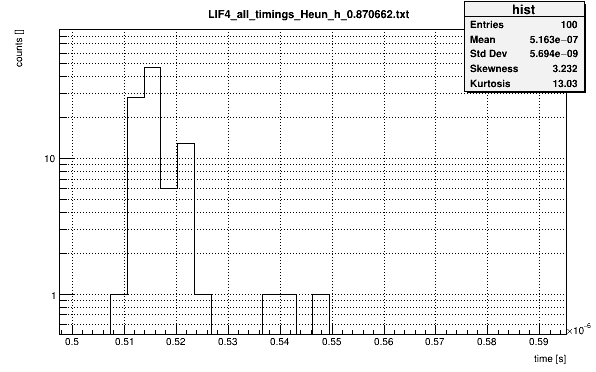 LIF4_all_timings_Heun_h_0.870662.txt
hist
Entries 100
Mean 5.163e−07
Std Dev 5.694e−09
Skewness 3.232
Kurtosis 13.03
counts []
10
1
0.5 0.51 0.52 0.53 0.54 0.55 0.56 0.57 0.58 0.59
×10−6
time [s]